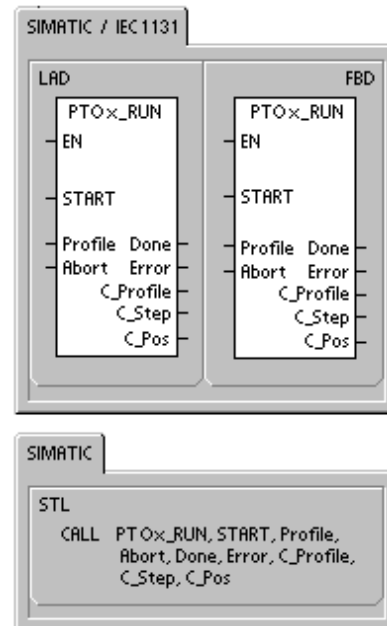 SIMATIC / IEC1131
LAD
FBD
PTOx_RUN
EN
START
Profile Done
Abort Error
C_Profile
C_Step
C_Pos
PTOx_RUN
EN
START
Profile Done
Abort Error
C_Profile
C_Step
C_Pos
SIMATIC
STL
CALL PTOx_RUN, START, Profile,
Abort, Done, Error, C_Profile,
C_Step, C_Pos